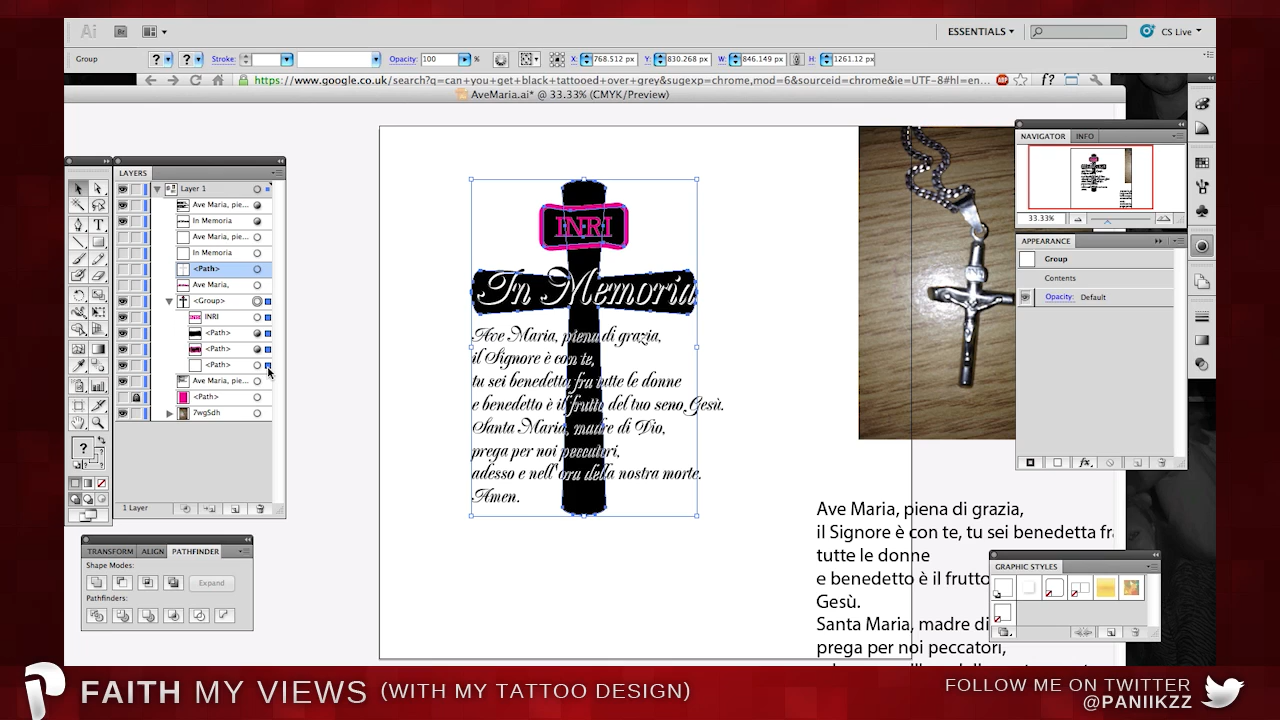 Ai
Br
ESSENTIALS
CS Live
Group
Stroke:
Opacity: 100 %
X: 768.512 px
Y: 830.268 px
W: 846.149 px
H: 1261.12 px
https://www.google.co.uk/search?q=can+you+get+black+tattooed+over+grey&sugexp=chrome,mod=6&sourceid=chrome&ie=UTF-8#hl=en...
AveMaria.ai* @ 33.33% (CMYK/Preview)
LAYERS
Layer 1
Ave Maria, pie...
In Memoria
Ave Maria, pie...
In Memoria
<Path>
Ave Maria,
<Group>
INRI
<Path>
<Path>
<Path>
Ave Maria, pie...
<Path>
7wgSdh
1 Layer
TRANSFORM
ALIGN
PATHFINDER
Shape Modes:
Expand
Pathfinders:
INRI
In Memoria
Ave Maria, piena di grazia,
il Signore è con te,
tu sei benedetta fra tutte le donne
e benedetto è il frutto del tuo seno, Gesù.
Santa Maria, madre di Dio,
prega per noi peccatori,
adesso e nell'ora della nostra morte.
Amen.
Ave Maria, piena di grazia,
il Signore è con te, tu sei benedetta fra
tutte le donne
e benedetto è il frutto
Gesù.
Santa Maria, madre di
prega per noi peccatori,
NAVIGATOR
INFO
33.33%
APPEARANCE
Group
Contents
Opacity: Default
GRAPHIC STYLES
FAITH MY VIEWS (WITH MY TATTOO DESIGN)
FOLLOW ME ON TWITTER
@PANIIKZZ